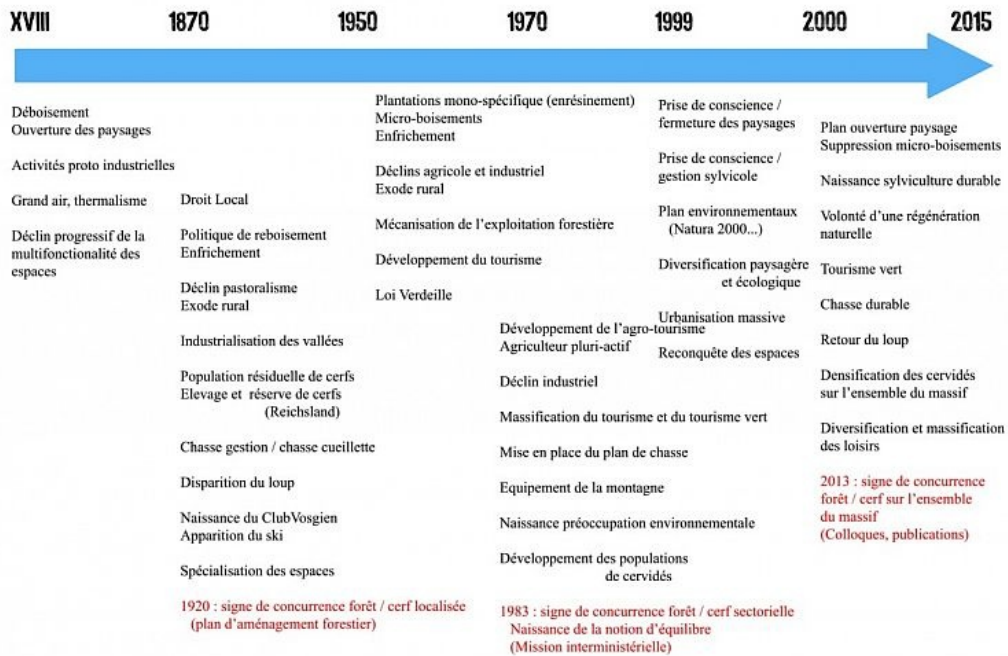 XVIII 1870 1950 1970 1999 2000 2015
Déboisement
Ouverture des paysages
Activités proto industrielles
Grand air, thermalisme
Déclin progressif de la
multifonctionalité des
espaces
Droit Local
Politique de reboisement
Enfrichement
Déclin pastoralisme
Exode rural
Industrialisation des vallées
Population résiduelle de cerfs
Elevage et réserve de cerfs
(Reichsland)
Chasse gestion / chasse cueillette
Disparition du loup
Naissance du ClubVosgien
Apparition du ski
Spécialisation des espaces
1920 : signe de concurrence forêt / cerf localisée
(plan d’aménagement forestier)
Plantations mono-spécifique (enrésinement)
Micro-boisements
Enfrichement
Déclins agricole et industriel
Exode rural
Mécanisation de l’exploitation forestière
Développement du tourisme
Loi Verdeille
Développement de l’agro-tourisme
Agriculteur pluri-actif
Déclin industriel
Massification du tourisme et du tourisme vert
Mise en place du plan de chasse
Equipement de la montagne
Naissance préoccupation environnementale
Développement des populations
de cervidés
1983 : signe de concurrence forêt / cerf sectorielle
Naissance de la notion d’équilibre
(Mission interministérielle)
Prise de conscience /
fermeture des paysages
Prise de conscience /
gestion sylvicole
Plan environmentaux
(Natura 2000...)
Diversification paysagère
et écologique
Urbanisation massive
Reconquête des espaces
Plan ouverture paysage
Suppression micro-boisements
Naissance sylviculture durable
Volonté d’une régénération
naturelle
Tourisme vert
Chasse durable
Retour du loup
Densification des cervidés
sur l’ensemble du massif
Diversification et massification
des loisirs
2013 : signe de concurrence
forêt / cerf sur l’ensemble
du massif
(Colloques, publications)